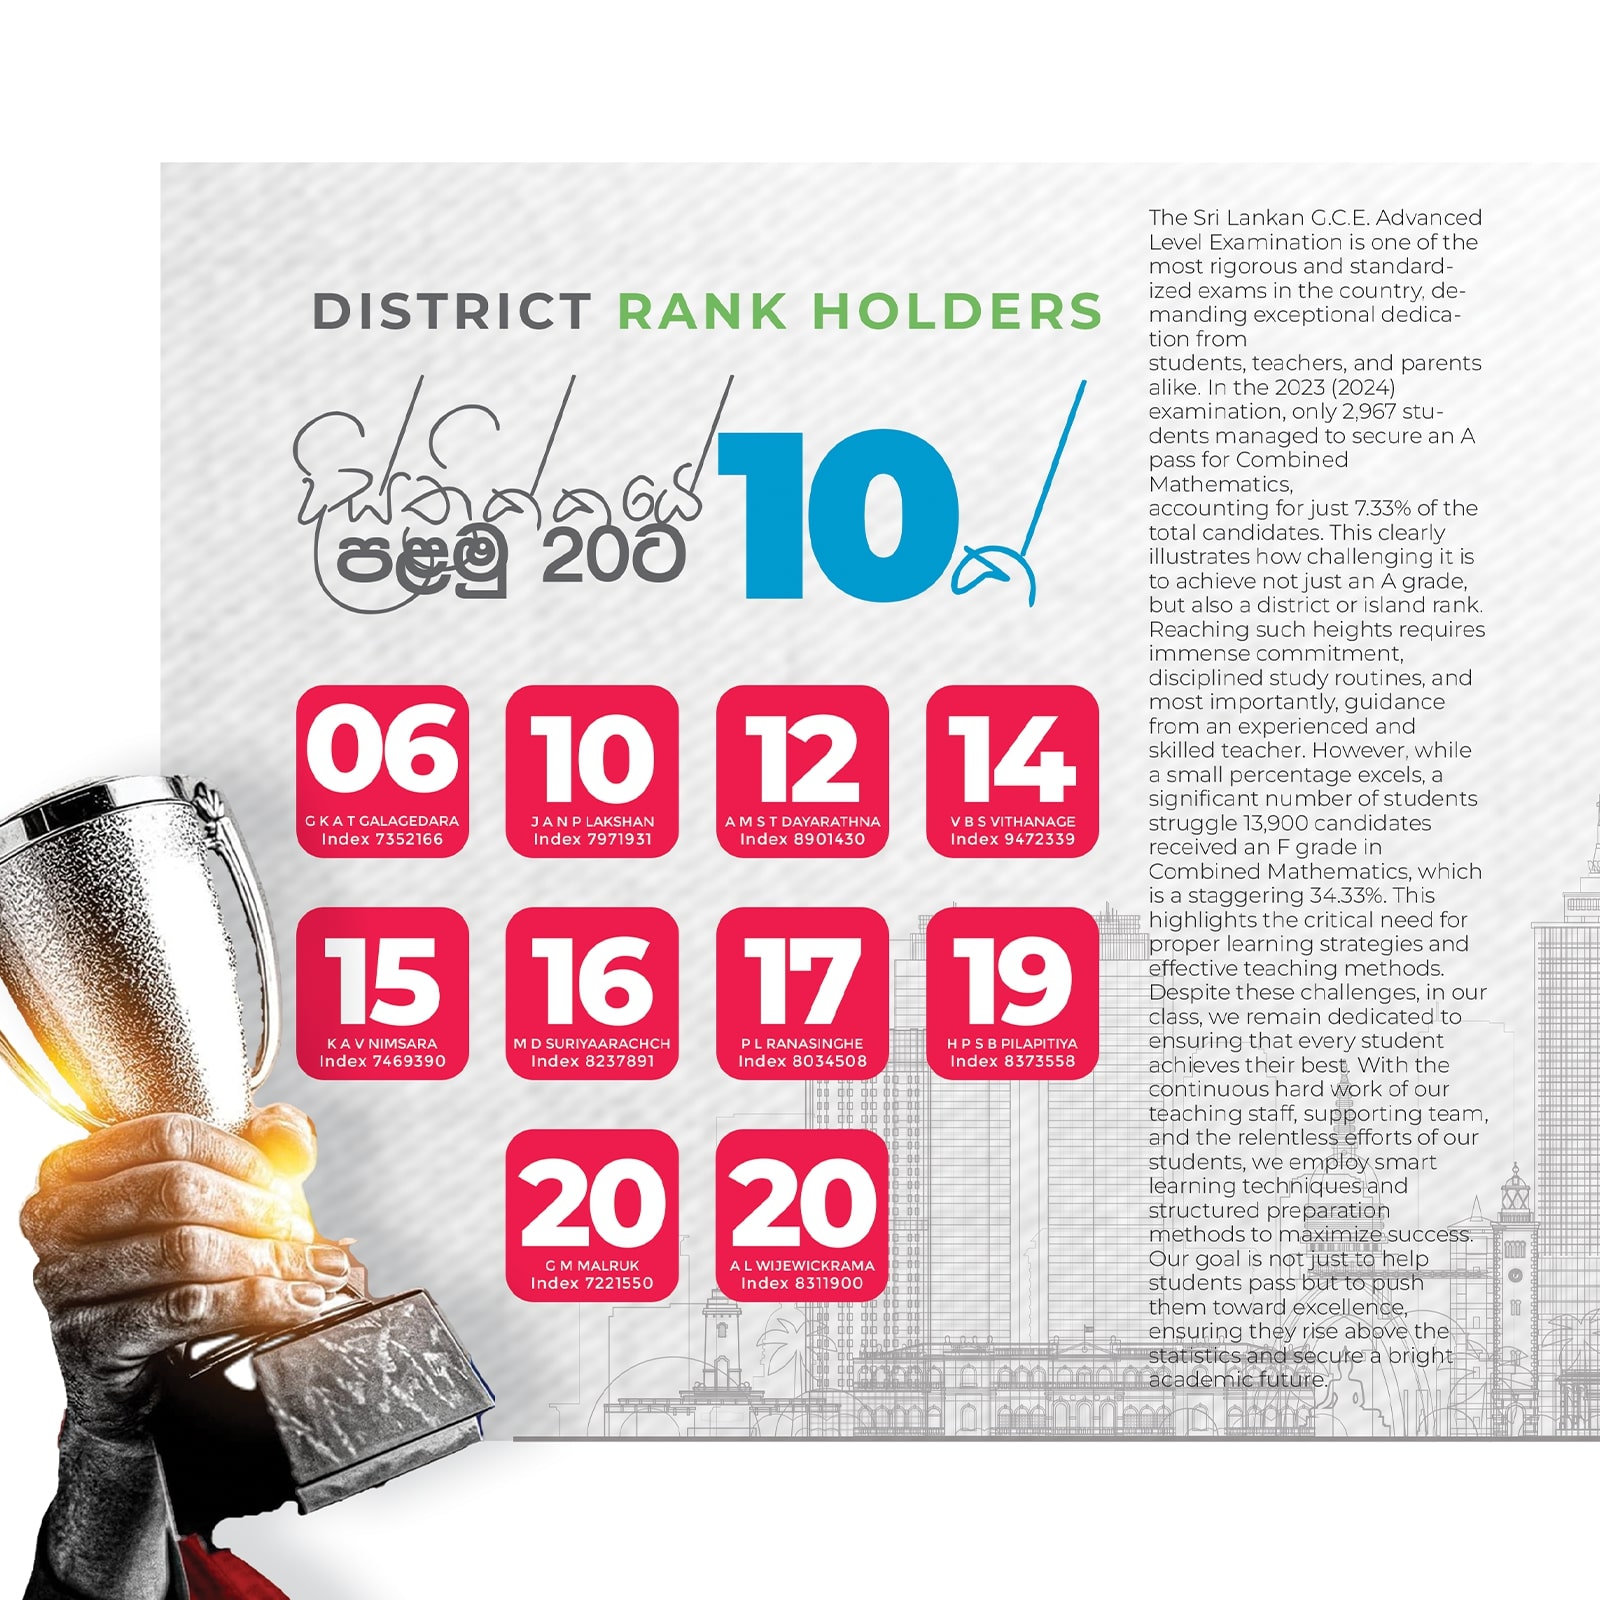 DISTRICT RANK HOLDERS
දිස්ත්‍රික්කයේ
පළමු 20ට
10ක්
06
G K A T GALAGEDARA
Index 7352166
10
J A N P LAKSHAN
Index 7971931
12
A M S T DAYARATHNA
Index 8901430
14
V B S VITHANAGE
Index 9472339
15
K A V NIMSARA
Index 7469390
16
M D SURIYAARACHCH
Index 8237891
17
P L RANASINGHE
Index 8034508
19
H P S B PILAPITIYA
Index 8373558
20
G M MALRUK
Index 7221550
20
A L WIJEWICKRAMA
Index 8311900
The Sri Lankan G.C.E. Advanced
Level Examination is one of the
most rigorous and standard-
ized exams in the country, de-
manding exceptional dedica-
tion from
students, teachers, and parents
alike. In the 2023 (2024)
examination, only 2,967 stu-
dents managed to secure an A
pass for Combined
Mathematics,
accounting for just 7.33% of the
total candidates. This clearly
illustrates how challenging it is
to achieve not just an A grade,
but also a district or island rank.
Reaching such heights requires
immense commitment,
disciplined study routines, and
most importantly, guidance
from an experienced and
skilled teacher. However, while
a small percentage excels, a
significant number of students
struggle 13,900 candidates
received an F grade in
Combined Mathematics, which
is a staggering 34.33%. This
highlights the critical need for
proper learning strategies and
effective teaching methods.
Despite these challenges, in our
class, we remain dedicated to
ensuring that every student
achieves their best. With the
continuous hard work of our
teaching staff, supporting team,
and the relentless efforts of our
students, we employ smart
learning techniques and
structured preparation
methods to maximize success.
Our goal is not just to help
students pass but to push
them toward excellence,
ensuring they rise above the
statistics and secure a bright
academic future.